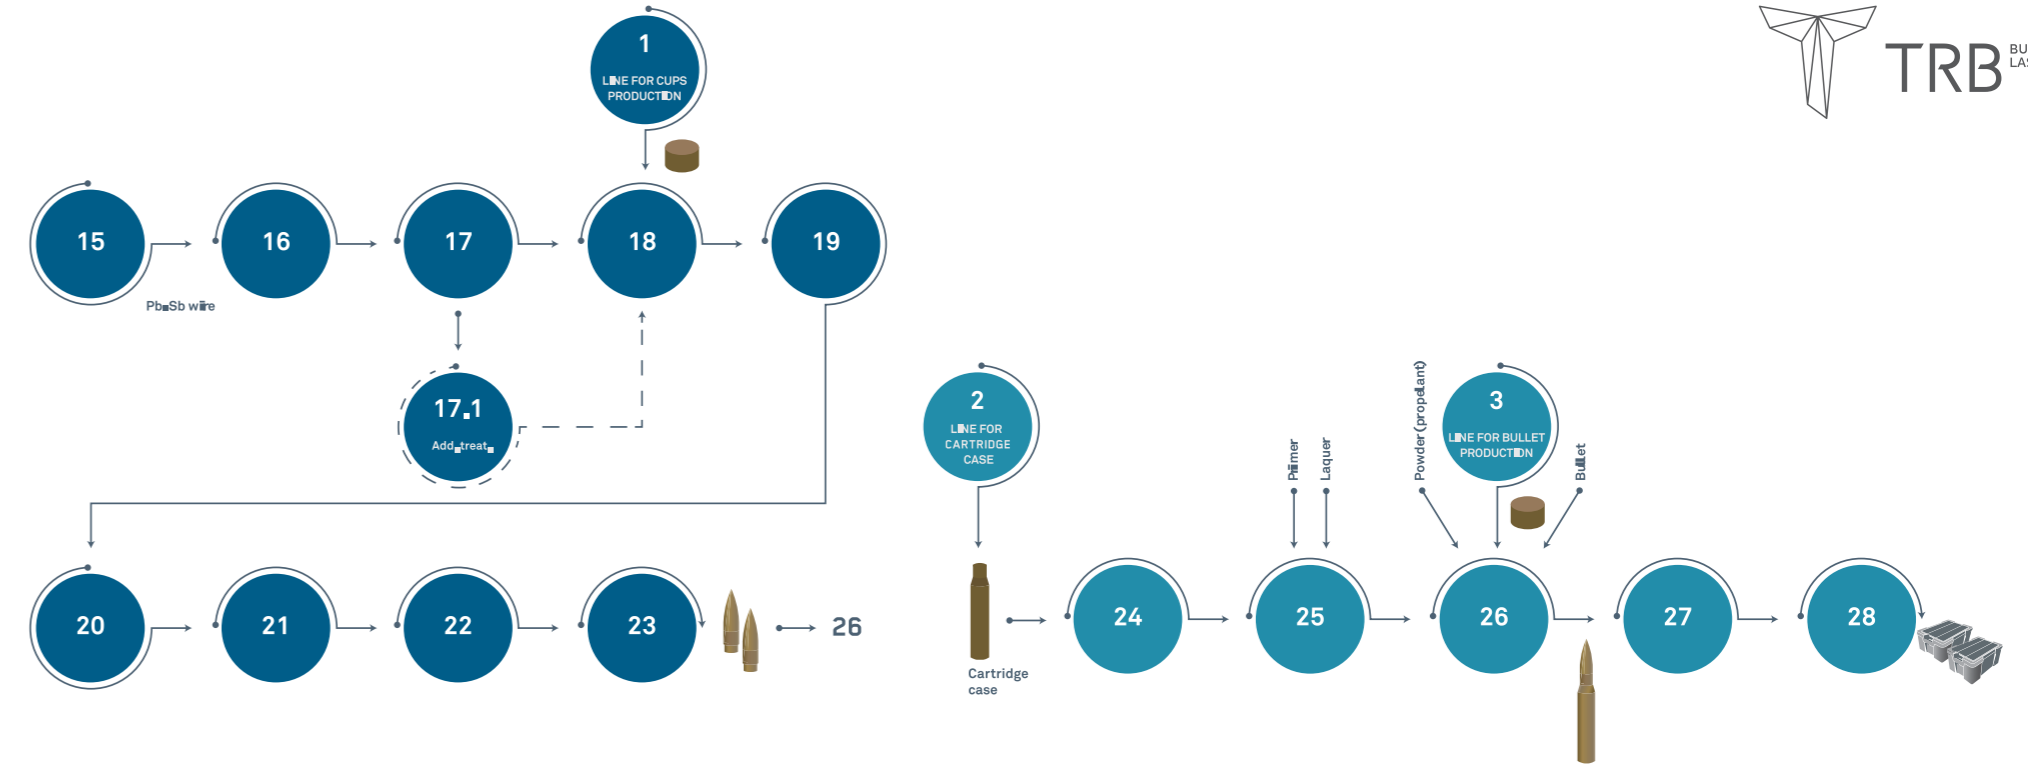 1
LINE FOR CUPS
PRODUCTION
TRB
BU
LAS
15
16
17
18
19
Pb-Sb wire
17.1
Add. treat.
2
LINE FOR
CARTRIDGE
CASE
Primer
Laquer
Powder (propelant)
3
LINE FOR BULLET
PRODUCTION
Bullet
20
21
22
23
26
Cartridge
case
24
25
26
27
28